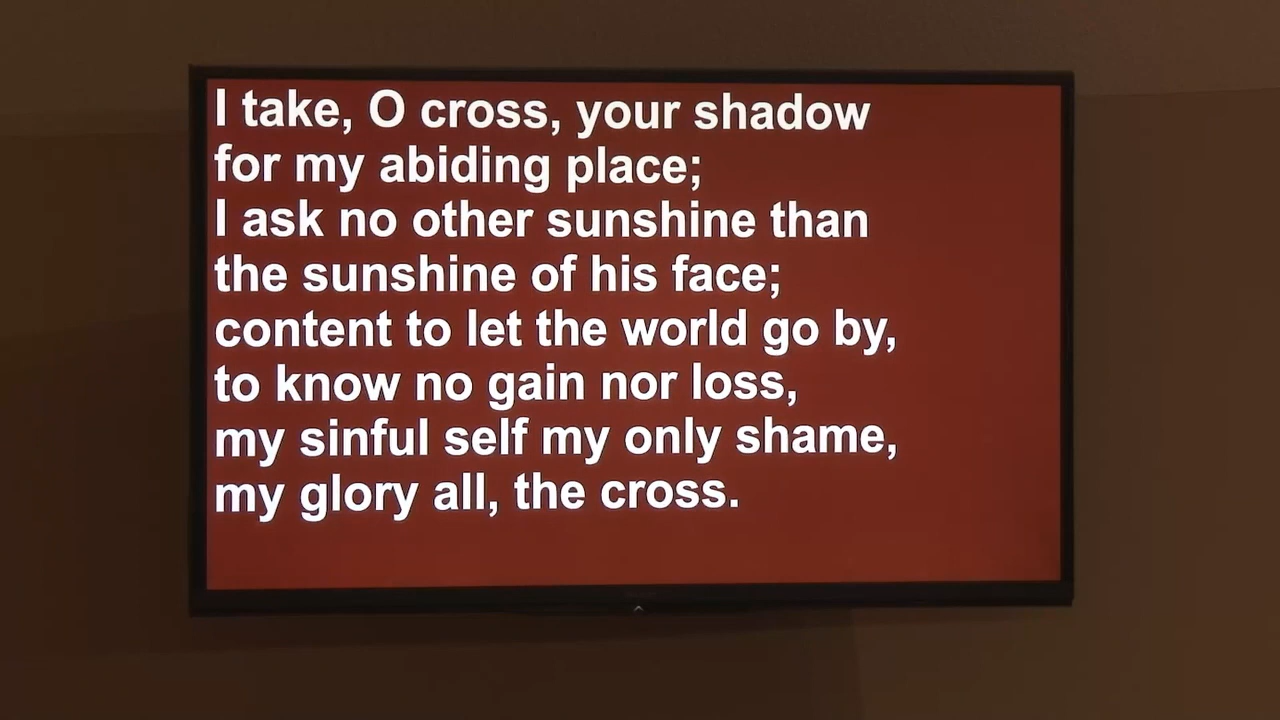 I take, O cross, your shadow
for my abiding place;
I ask no other sunshine than
the sunshine of his face;
content to let the world go by,
to know no gain nor loss,
my sinful self my only shame,
my glory all, the cross.